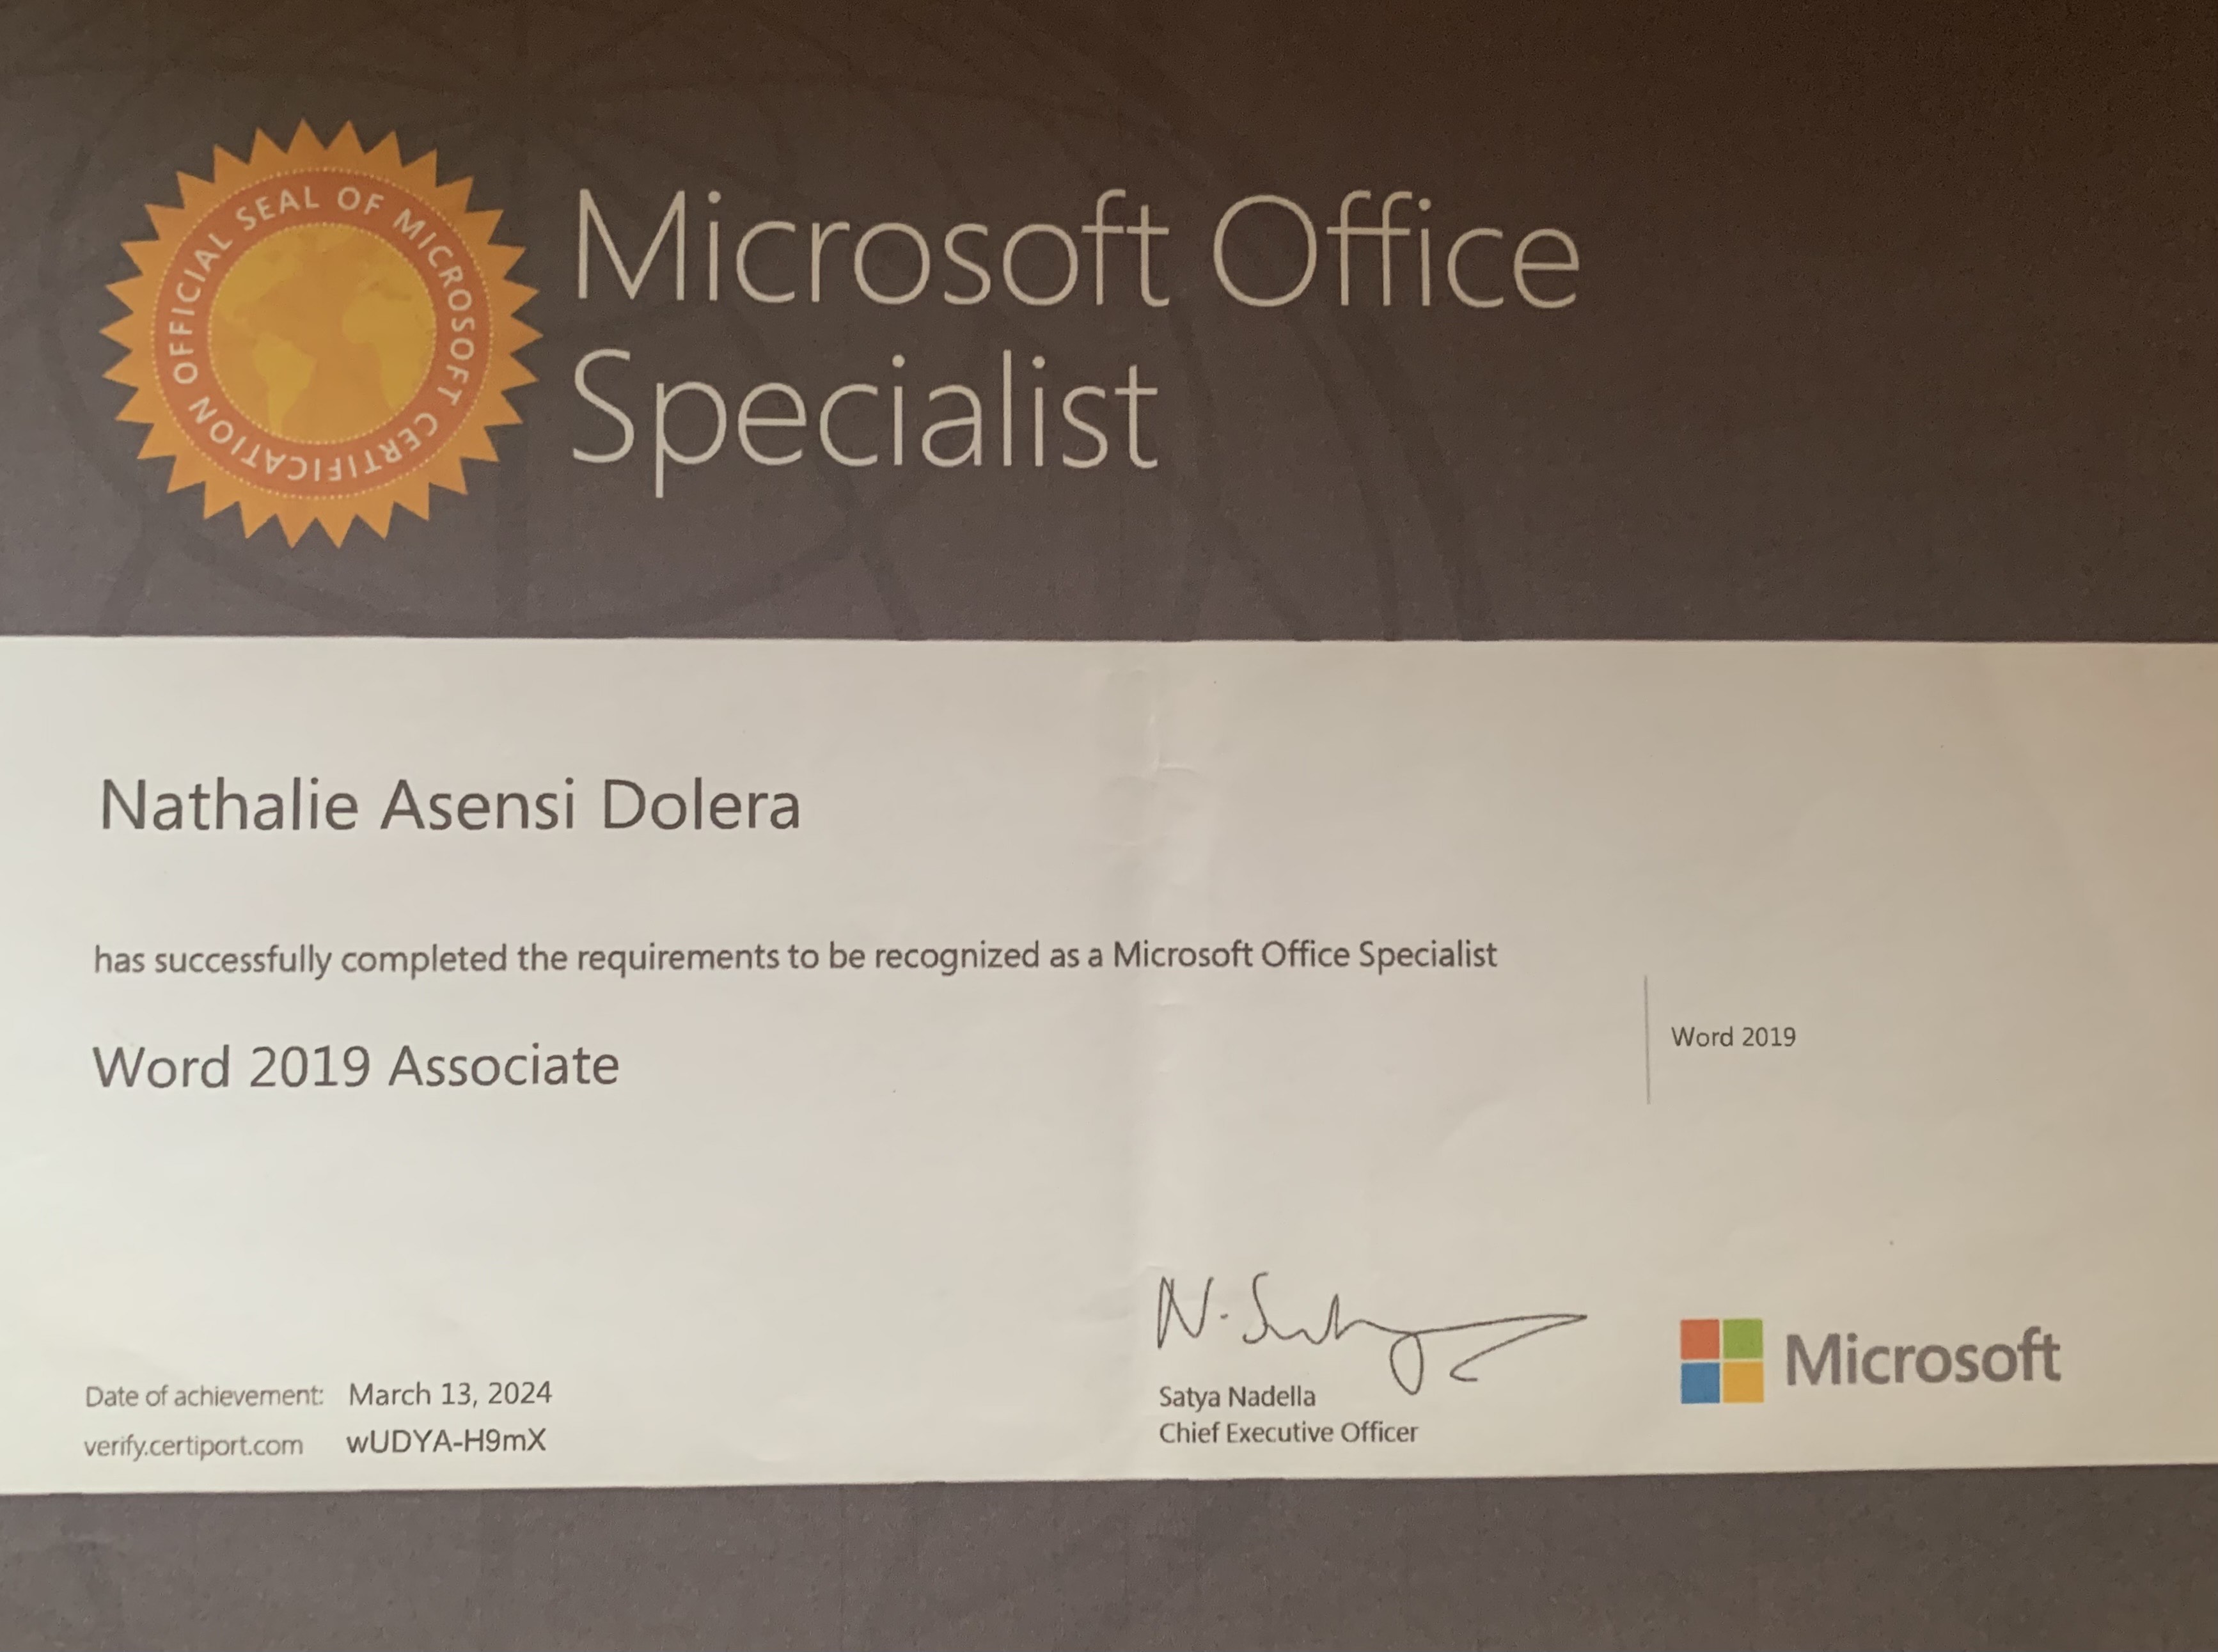 OFFICIAL SEAL OF MICROSOFT CERTIFICATION
Microsoft Office
Specialist
Nathalie Asensi Dolera
has successfully completed the requirements to be recognized as a Microsoft Office Specialist
Word 2019
Word 2019 Associate
N. Satya
Satya Nadella
Chief Executive Officer
Microsoft
Date of achievement: March 13, 2024
verify.certiport.com wUDYA-H9mX